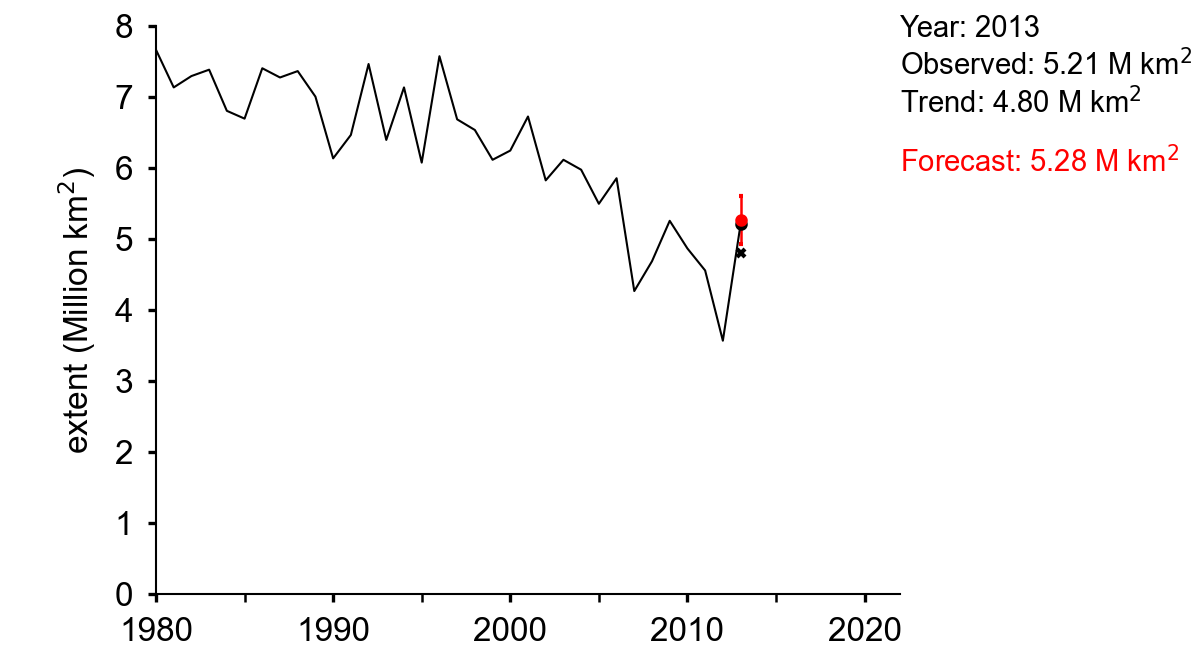 Year: 2013
Observed: 5.21 M km²
Trend: 4.80 M km²
Forecast: 5.28 M km²
extent (Million km²)
8
7
6
5
4
3
2
1
0
1980 1990 2000 2010 2020